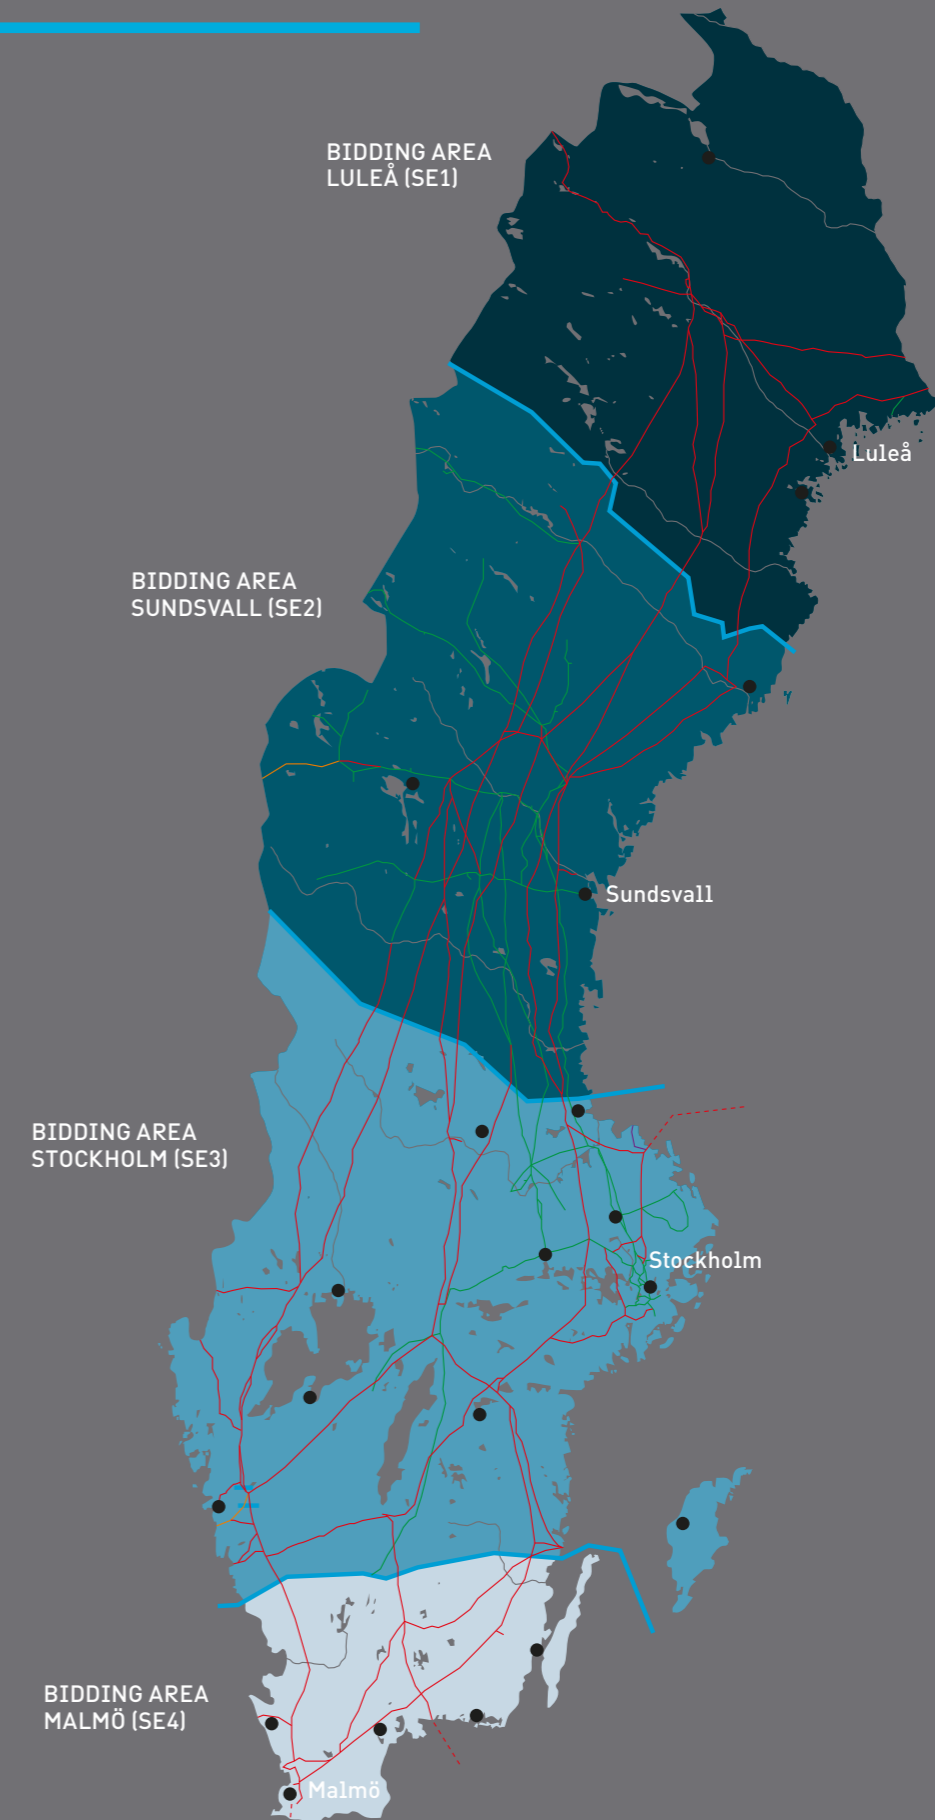 BIDDING AREA
LULEÅ (SE1)
Luleå
BIDDING AREA
SUNDSVALL (SE2)
Sundsvall
BIDDING AREA
STOCKHOLM (SE3)
Stockholm
BIDDING AREA
MALMÖ (SE4)
Malmö